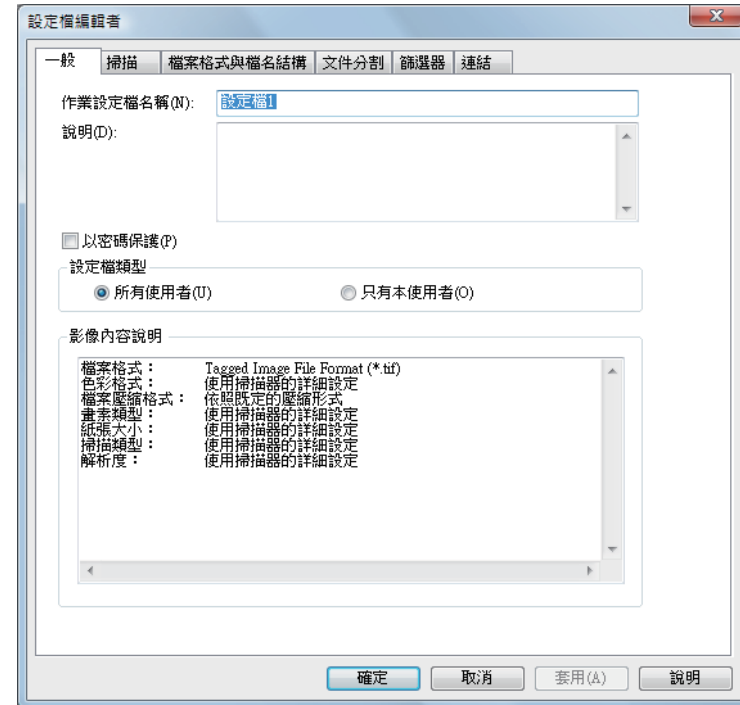 設定檔編輯者
一般 掃描 檔案格式與檔名結構 文件分割 篩選器 連結
作業設定檔名稱(N): 設定檔1
說明(D):
以密碼保護(P)
設定檔類型
所有使用者(U) 只有本使用者(O)
影像內容說明
檔案格式： Tagged Image File Format (*.tif)
色彩格式： 使用掃描器的詳細設定
檔案壓縮格式： 依照既定的壓縮形式
畫素類型： 使用掃描器的詳細設定
紙張大小： 使用掃描器的詳細設定
掃描類型： 使用掃描器的詳細設定
解析度： 使用掃描器的詳細設定
確定 取消 套用(A) 說明